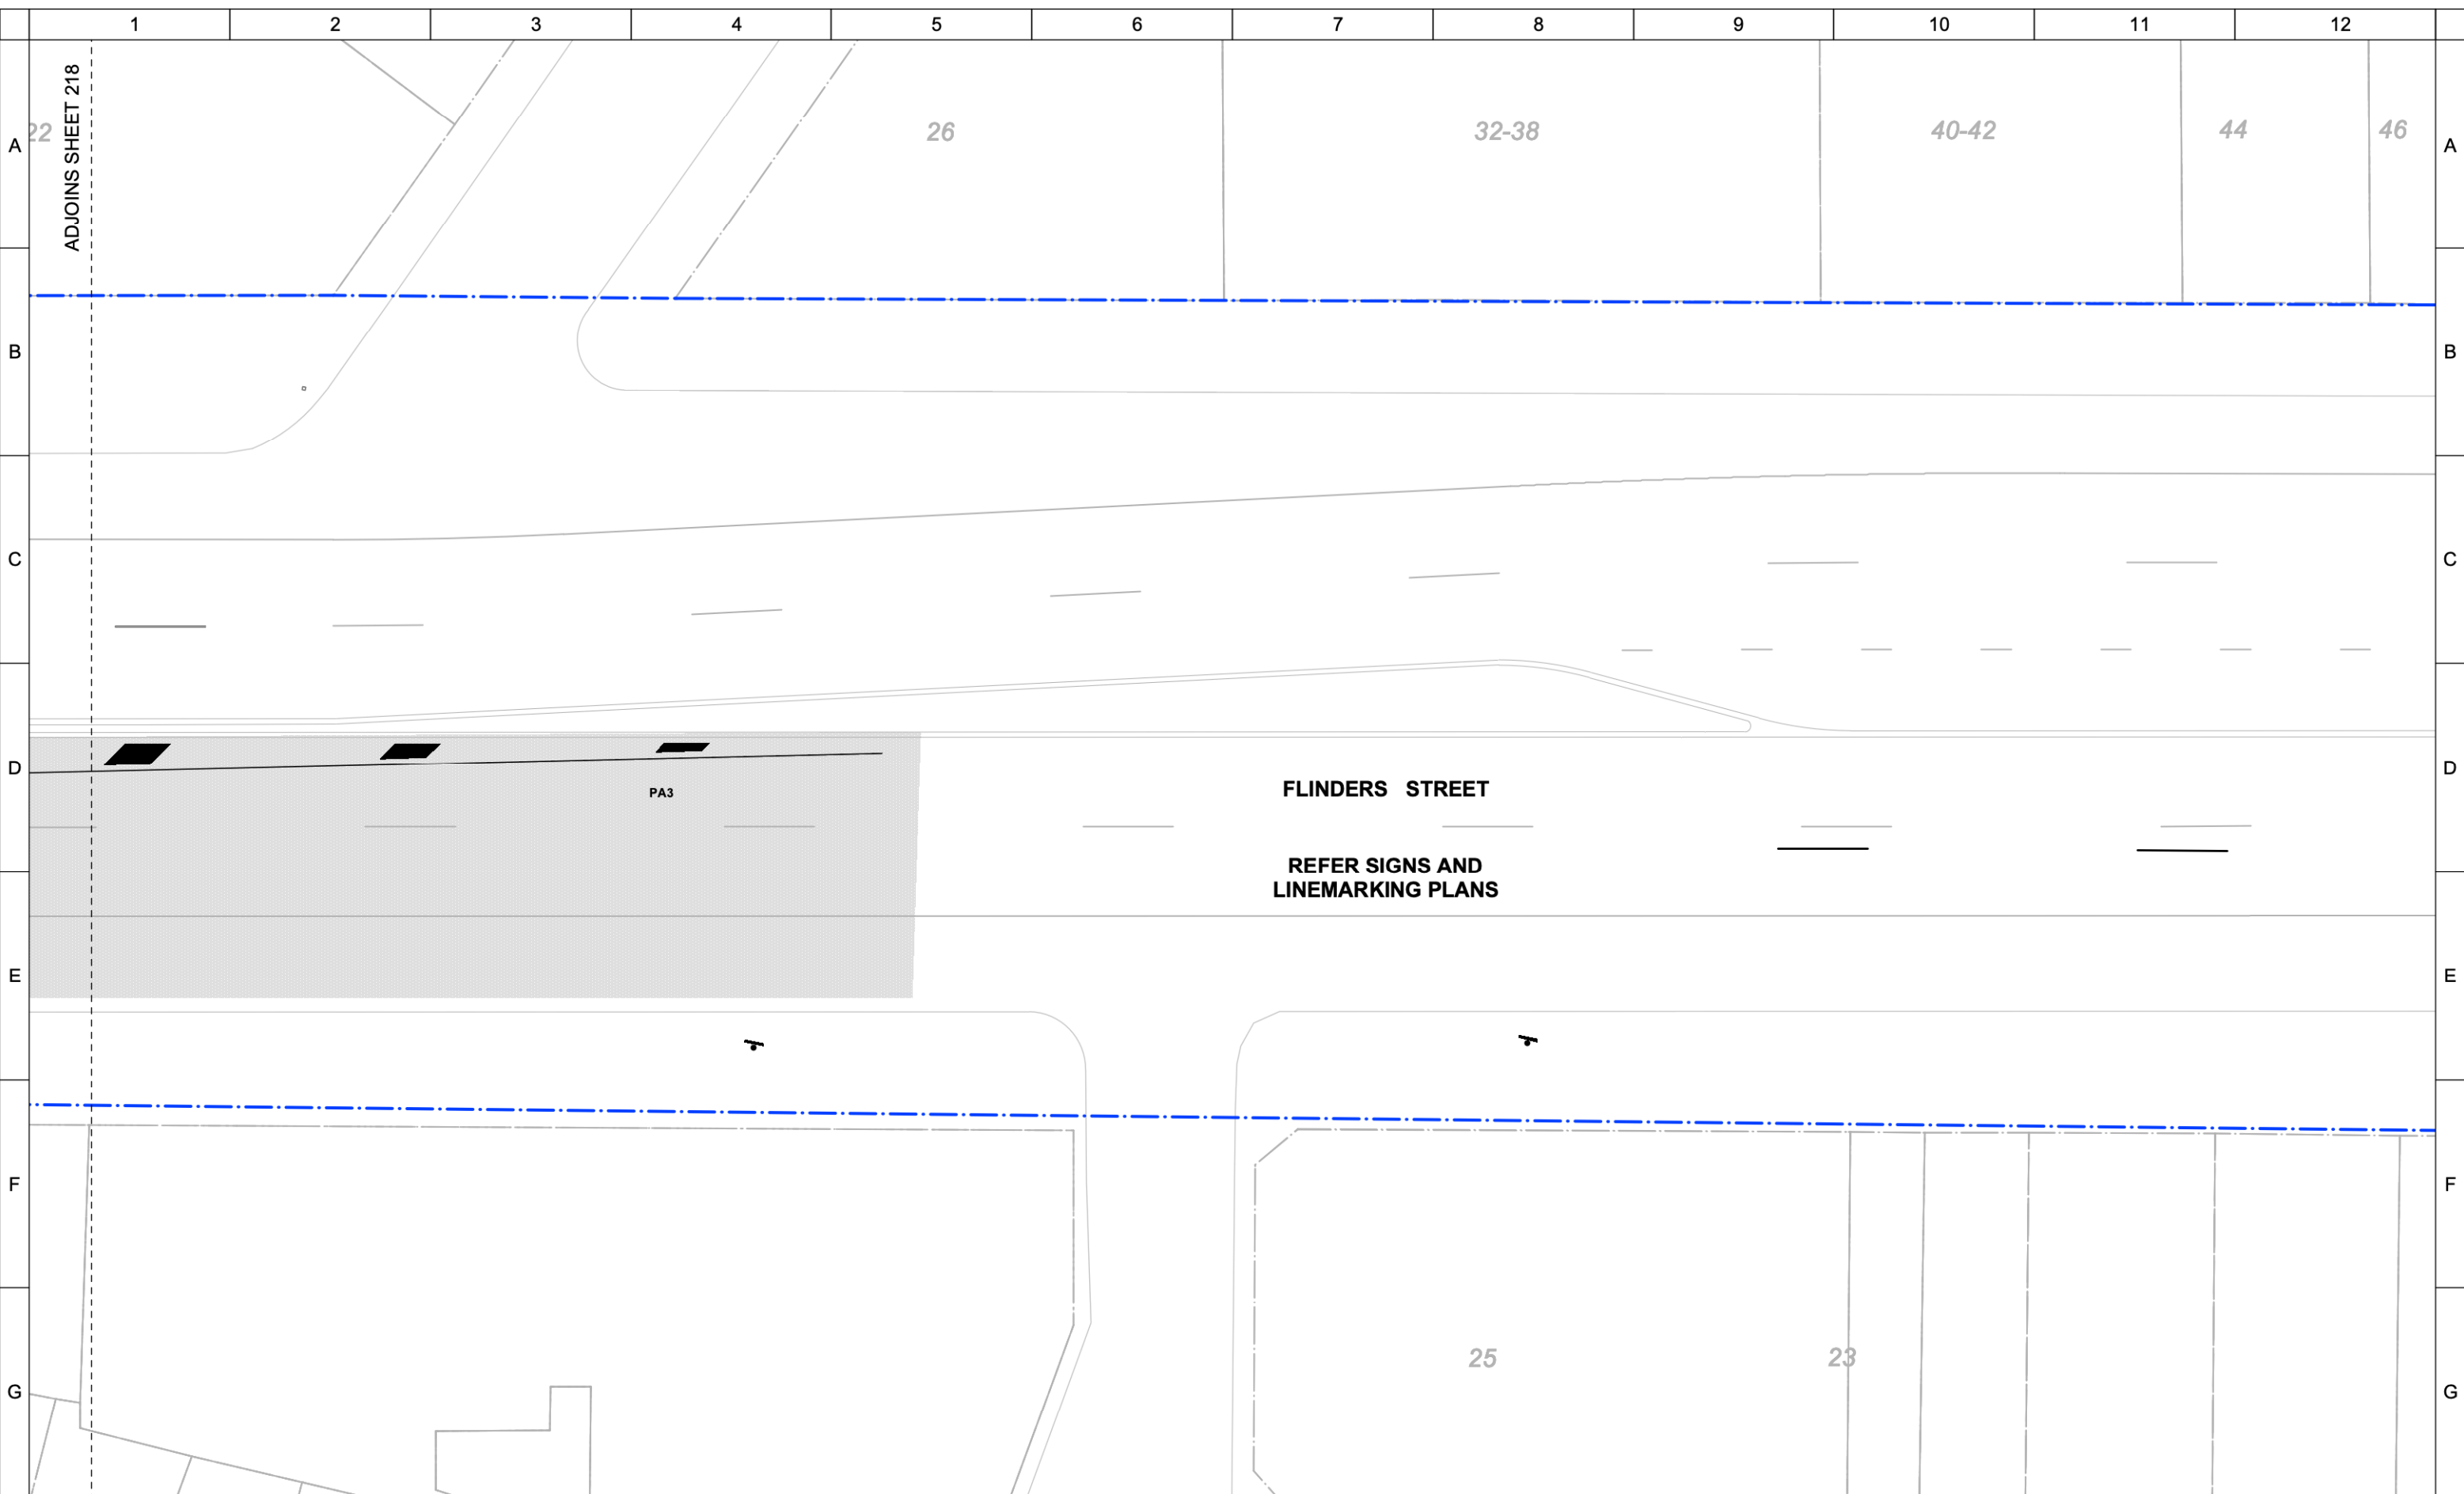 1 2 3 4 5 6 7 8 9 10 11 12
ADJOINS SHEET 218
A 22 26 32-38 40-42 44 46 A
B B
C C
D PA3 FLINDERS STREET D
REFER SIGNS AND
LINEMARKING PLANS
E E
F F
25 23
G G